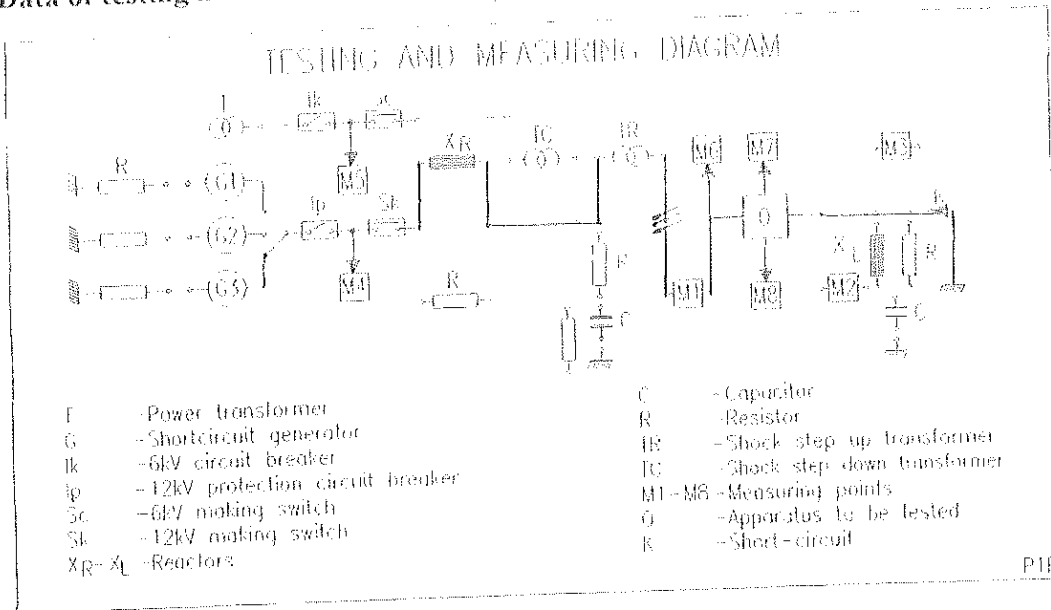 Data of testing
TESTING AND MEASURING DIAGRAM
Ik
TC
TR
M6
M7
M3
R
G1
M5
XR
Ip
Sk
G2
Q
K
R
XL
R
G3
M4
R
M1
M8
M2
C
C
-Power transformer
G -Shortcircuit generator
Ik -6kV circuit breaker
Ip -12kV protection circuit breaker
Sc -6kV making switch
Sk -12kV making switch
XR-XL -Reactors
C -Capacitor
R -Resistor
TR -Shock step up transformer
TC -Shock step down transformer
M1-M8 -Measuring points
Q -Apparatus to be tested
K -Short-circuit